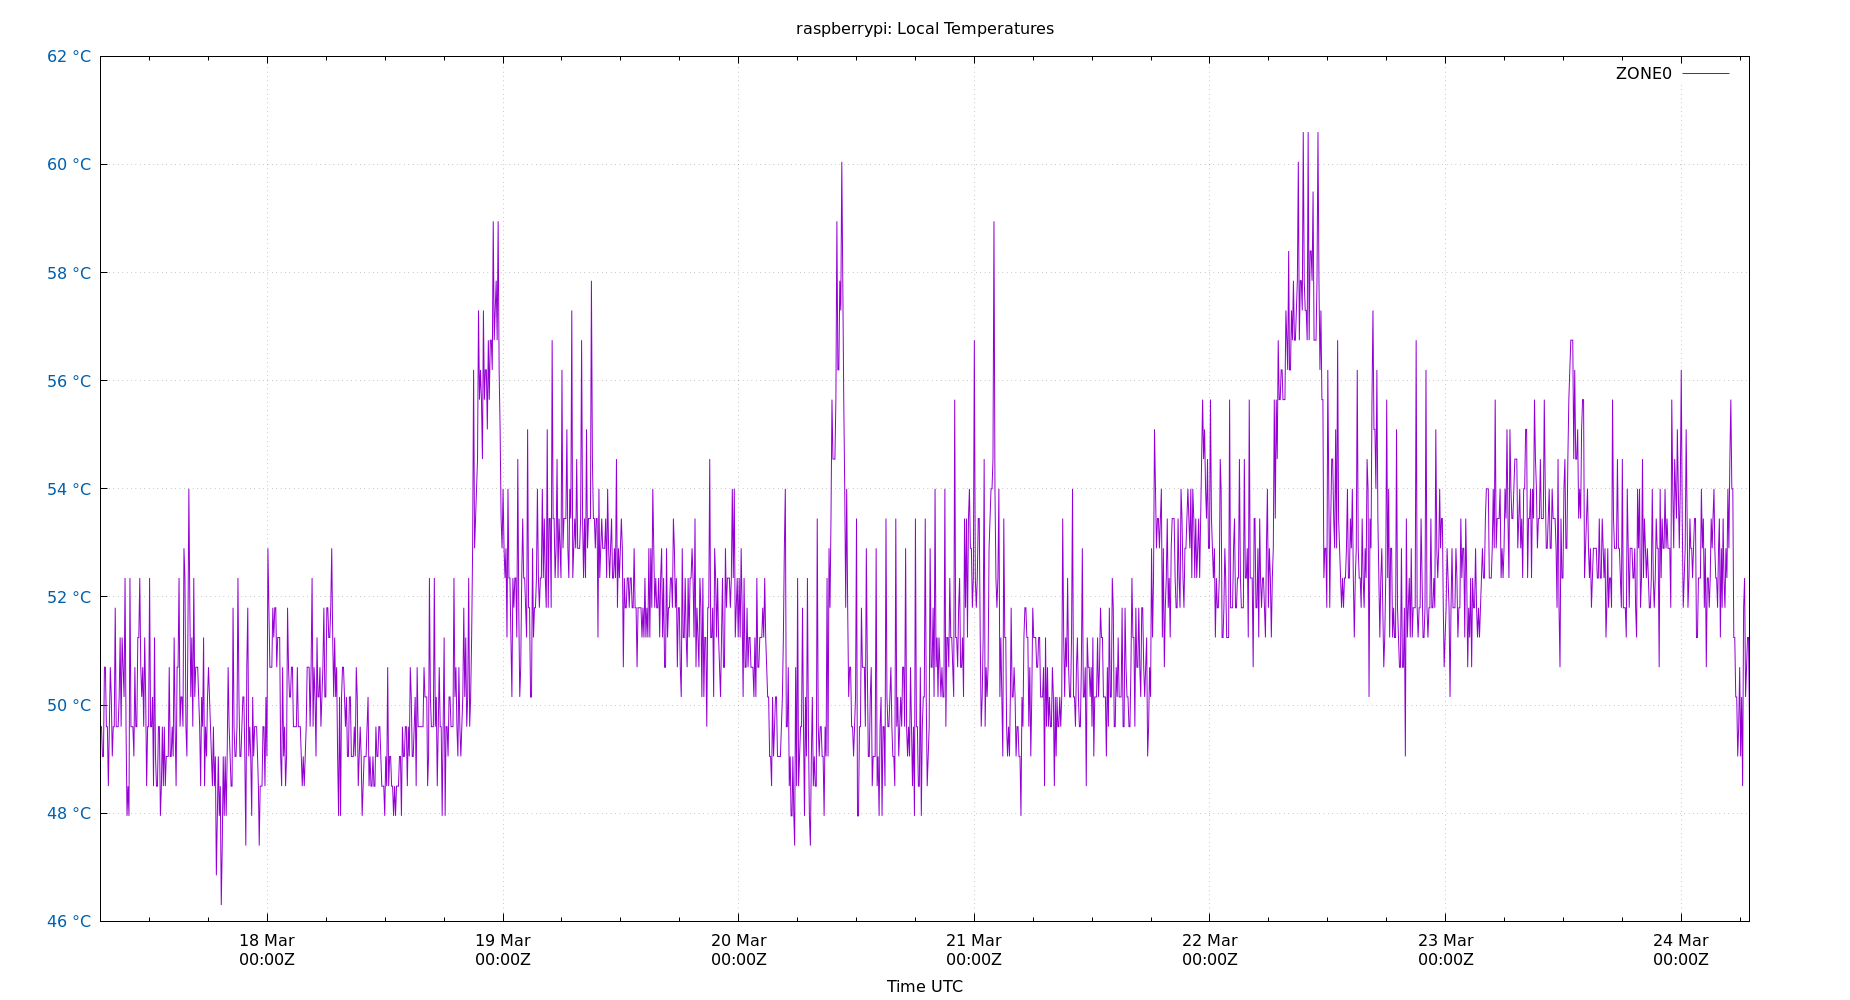 raspberrypi: Local Temperatures
ZONE0
62 °C
60 °C
58 °C
56 °C
54 °C
52 °C
50 °C
48 °C
46 °C
18 Mar
00:00Z
19 Mar
00:00Z
20 Mar
00:00Z
21 Mar
00:00Z
22 Mar
00:00Z
23 Mar
00:00Z
24 Mar
00:00Z
Time UTC